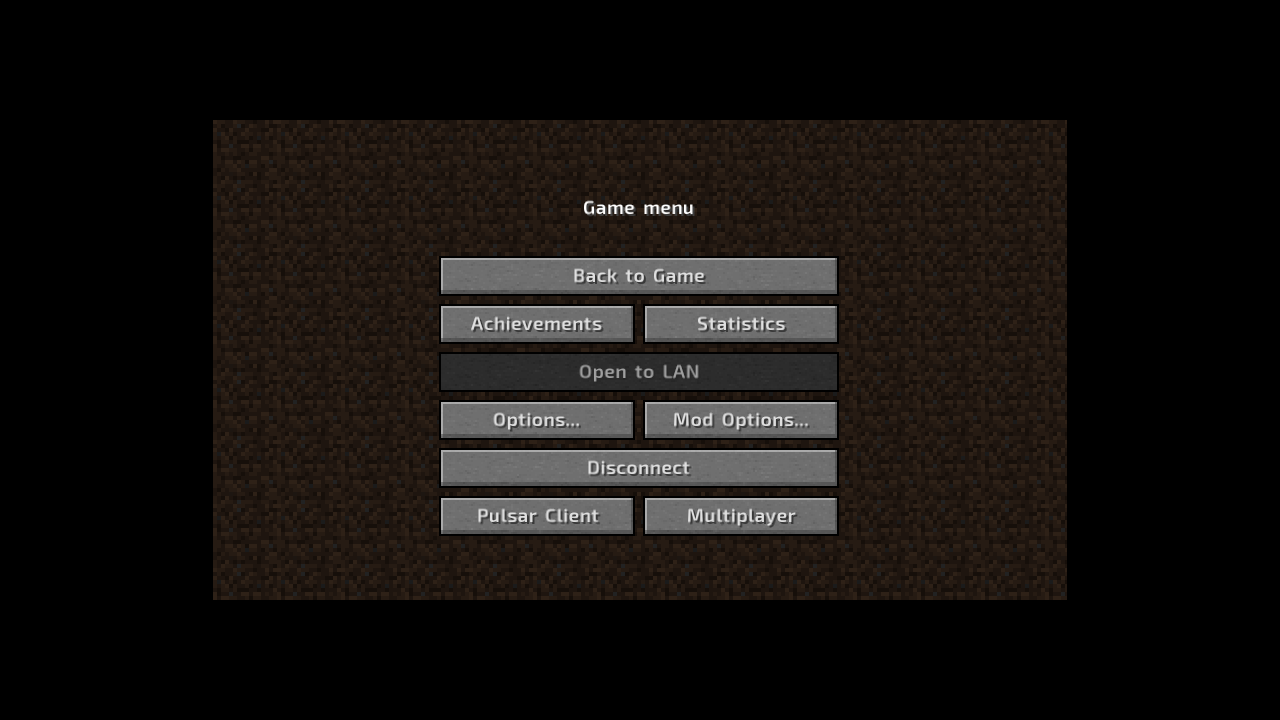 Game menu
Back to Game
Achievements Statistics
Open to LAN
Options... Mod Options...
Disconnect
Pulsar Client Multiplayer